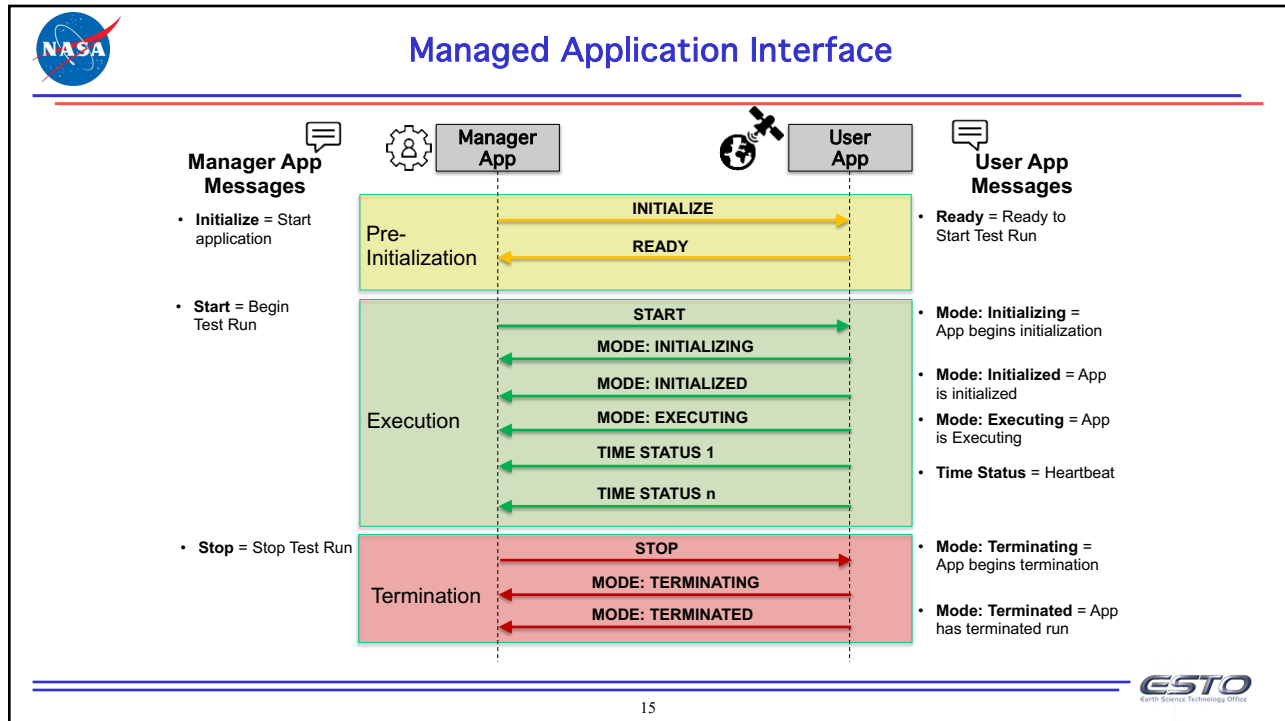 NASA
Managed Application Interface
Manager App
Messages
• Initialize = Start
application
• Start = Begin
Test Run
• Stop = Stop Test Run
Manager
App
User
App
Pre-
Initialization
INITIALIZE
READY
Execution
START
MODE: INITIALIZING
MODE: INITIALIZED
MODE: EXECUTING
TIME STATUS 1
TIME STATUS n
Termination
STOP
MODE: TERMINATING
MODE: TERMINATED
User App
Messages
• Ready = Ready to
Start Test Run
• Mode: Initializing =
App begins initialization
• Mode: Initialized = App
is initialized
• Mode: Executing = App
is Executing
• Time Status = Heartbeat
• Mode: Terminating =
App begins termination
• Mode: Terminated = App
has terminated run
15
ESTO
Earth Science Technology Office